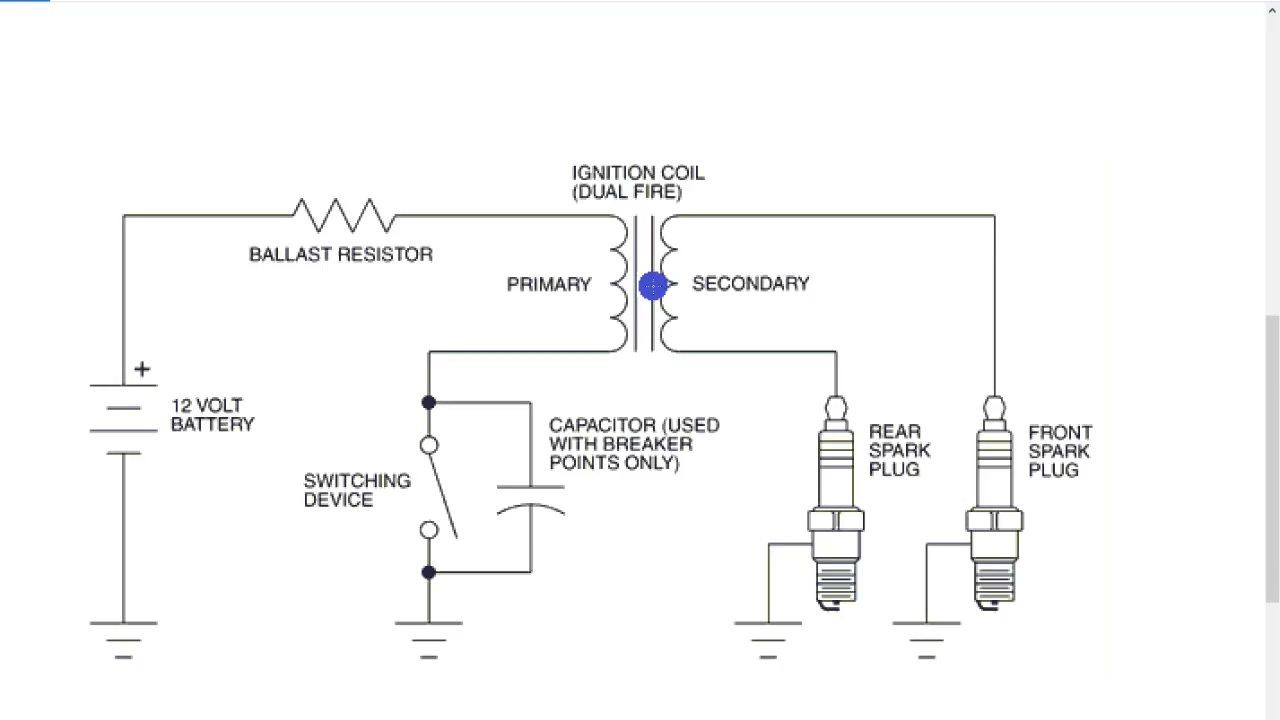 IGNITION COIL
(DUAL FIRE)
BALLAST RESISTOR
PRIMARY
SECONDARY
+
12 VOLT
BATTERY
CAPACITOR (USED
WITH BREAKER
POINTS ONLY)
SWITCHING
DEVICE
REAR
SPARK
PLUG
FRONT
SPARK
PLUG